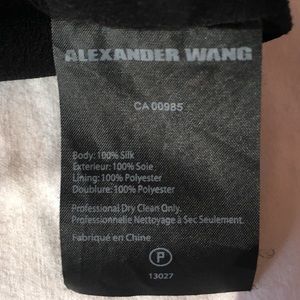 ALEXANDER WANG
CA 00985
Body: 100% Silk
Exterieur: 100% Soie
Lining: 100% Polyester
Doublure: 100% Polyester
Professional Dry Clean Only.
Professionnelle Nettoyage à Sec Seulement.
Fabriqué en Chine
P
13027